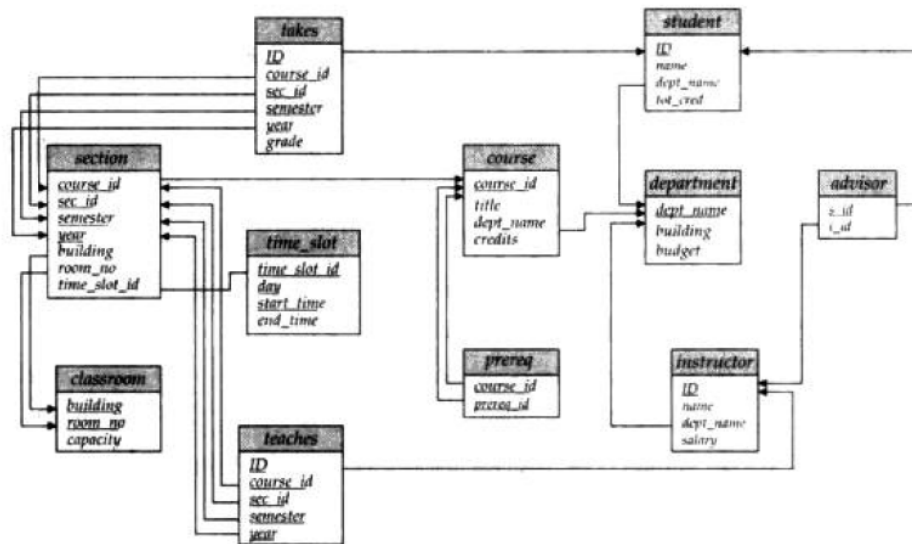 takes
ID
course_id
sec_id
semester
year
grade
student
ID
name
dept_name
tot_cred
section
course_id
sec_id
semester
year
building
room_no
time_slot_id
course
course_id
title
dept_name
credits
department
dept_name
building
budget
advisor
s_id
i_id
time_slot
time_slot_id
day
start_time
end_time
classroom
building
room_no
capacity
prereq
course_id
prereq_id
instructor
ID
name
dept_name
salary
teaches
ID
course_id
sec_id
semester
year